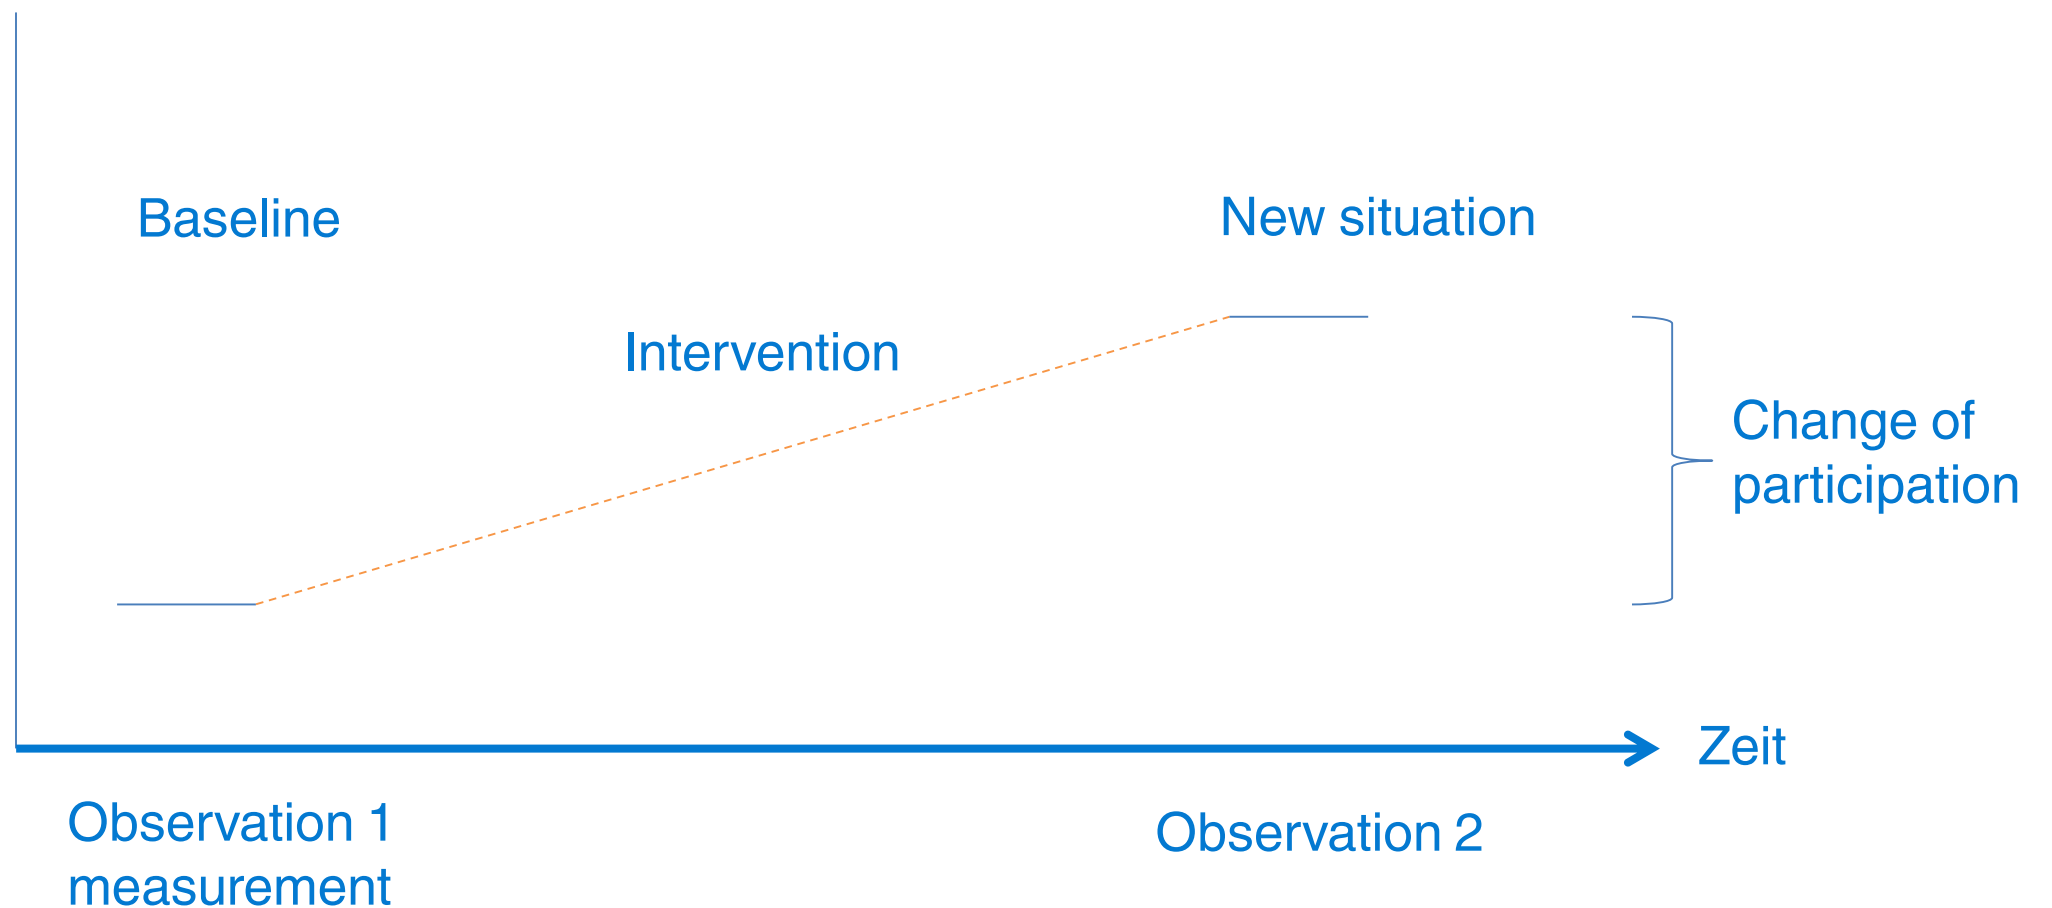 Baseline
New situation
Intervention
Change of
participation
Zeit
Observation 1
measurement
Observation 2